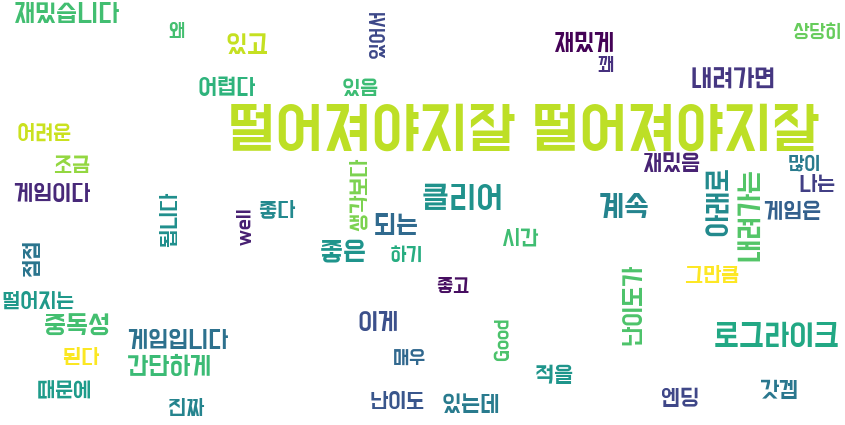 재밌습니다
왜
있고
있어요
재밌게
꽤
상당히
어렵다
있음
내려가면
떨어져야지잘 떨어져야지잘
어려운
조금
게임이다
생각보다
재밌음
많이
나는
됩니다
well
좋다
클리어
되는
계속
아래로
내려가는
게임은
좋은
하기
시간
점점
좋고
그만큼
떨어지는
중독성
게임입니다
이게
Good
난이도가
로그라이크
된다
간단하게
매우
적을
때문에
진짜
난이도
있는데
엔딩
갓겜